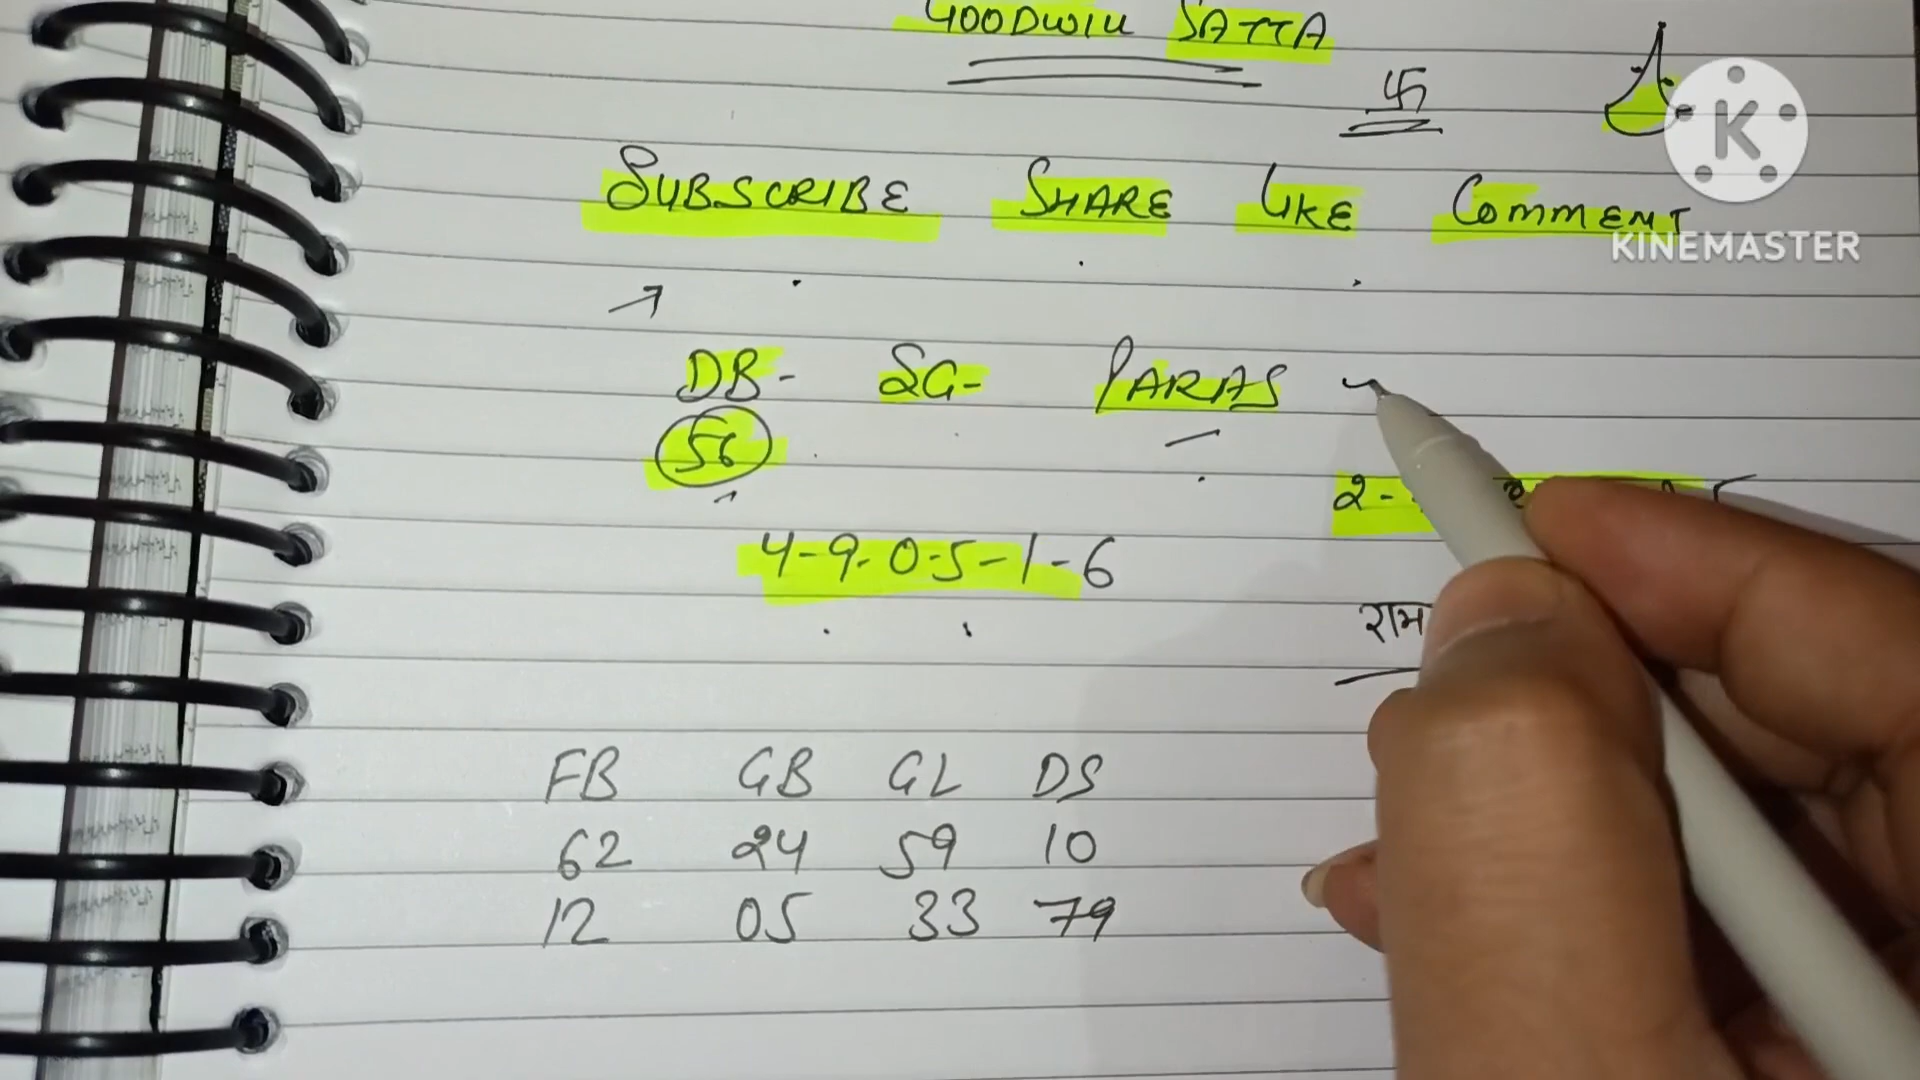 GOODWILL SATTA
卐
SUBSCRIBE SHARE LIKE COMMENT
K
KINEMASTER
DB- SG- PARAS
56
2-
4-9-0-5-1-6
राम
FB GB GL DS
62 24 59 10
12 05 33 79